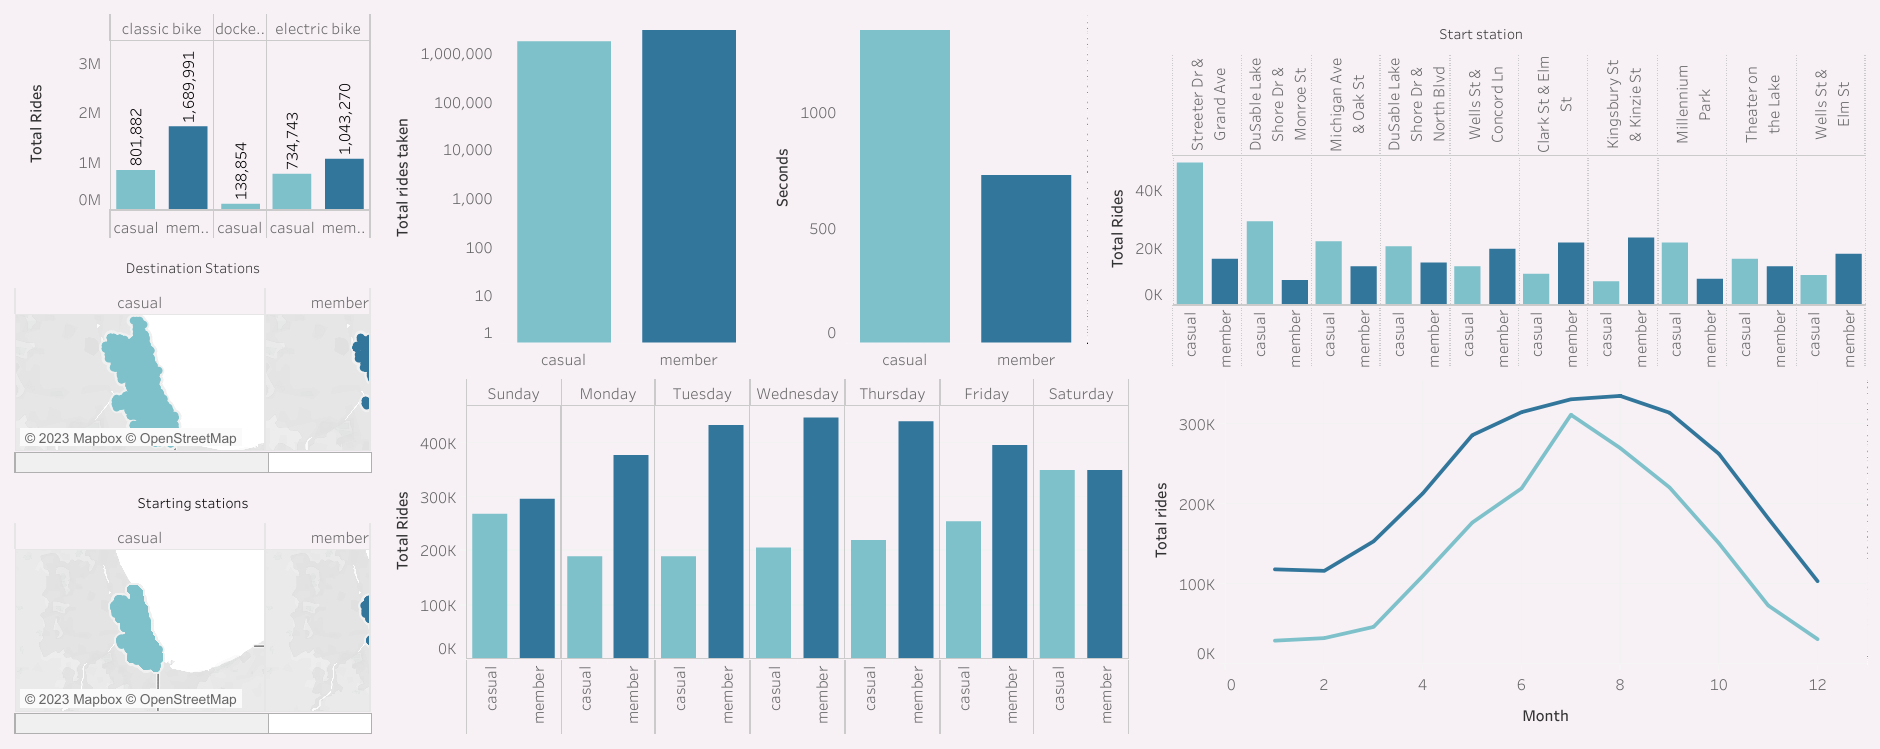 classic bike docke.. electric bike
Total Rides
3M
2M
1M
0M
801,882
1,689,991
138,854
734,743
1,043,270
casual mem.. casual casual mem..
Destination Stations
casual member
© 2023 Mapbox © OpenStreetMap
Starting stations
casual member
© 2023 Mapbox © OpenStreetMap
Total rides taken
1,000,000
100,000
10,000
1,000
100
10
1
casual member
Seconds
1000
500
0
casual member
Start station
Streeter Dr &
Grand Ave
DuSable Lake
Shore Dr &
Monroe St
Michigan Ave
& Oak St
DuSable Lake
Shore Dr &
North Blvd
Wells St &
Concord Ln
Clark St & Elm
St
Kingsbury St
& Kinzie St
Millennium
Park
Theater on
the Lake
Wells St &
Elm St
Total Rides
40K
20K
0K
casual member casual member casual member casual member casual member casual member casual member casual member casual member casual member
Sunday Monday Tuesday Wednesday Thursday Friday Saturday
Total Rides
400K
300K
200K
100K
0K
casual member casual member casual member casual member casual member casual member casual member
Total rides
300K
200K
100K
0K
0 2 4 6 8 10 12
Month